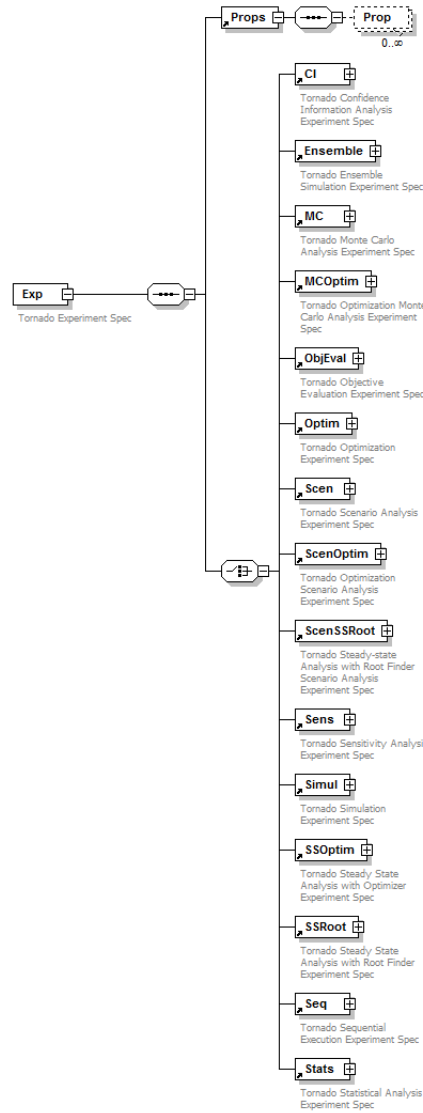 Props
Prop
0..∞
CI
Tornado Confidence
Information Analysis
Experiment Spec
Ensemble
Tornado Ensemble
Simulation Experiment Spec
MC
Tornado Monte Carlo
Analysis Experiment Spec
Exp
Tornado Experiment Spec
MCOptim
Tornado Optimization Monte
Carlo Analysis Experiment
Spec
ObjEval
Tornado Objective
Evaluation Experiment Spec
Optim
Tornado Optimization
Experiment Spec
Scen
Tornado Scenario Analysis
Experiment Spec
ScenOptim
Tornado Optimization
Scenario Analysis
Experiment Spec
ScenSSRoot
Tornado Steady-state
Analysis with Root Finder
Scenario Analysis
Experiment Spec
Sens
Tornado Sensitivity Analysis
Experiment Spec
Simul
Tornado Simulation
Experiment Spec
SSOptim
Tornado Steady State
Analysis with Optimizer
Experiment Spec
SSRoot
Tornado Steady State
Analysis with Root Finder
Experiment Spec
Seq
Tornado Sequential
Execution Experiment Spec
Stats
Tornado Statistical Analysis
Experiment Spec